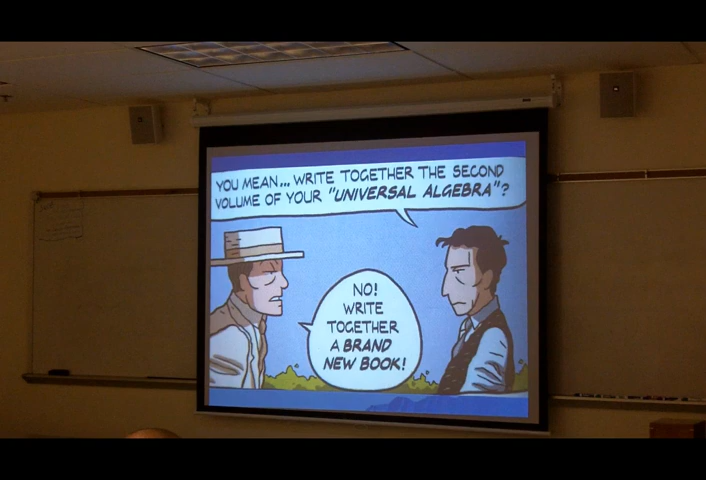 YOU MEAN... WRITE TOGETHER THE SECOND
VOLUME OF YOUR "UNIVERSAL ALGEBRA"?
NO!
WRITE
TOGETHER
A BRAND
NEW BOOK!